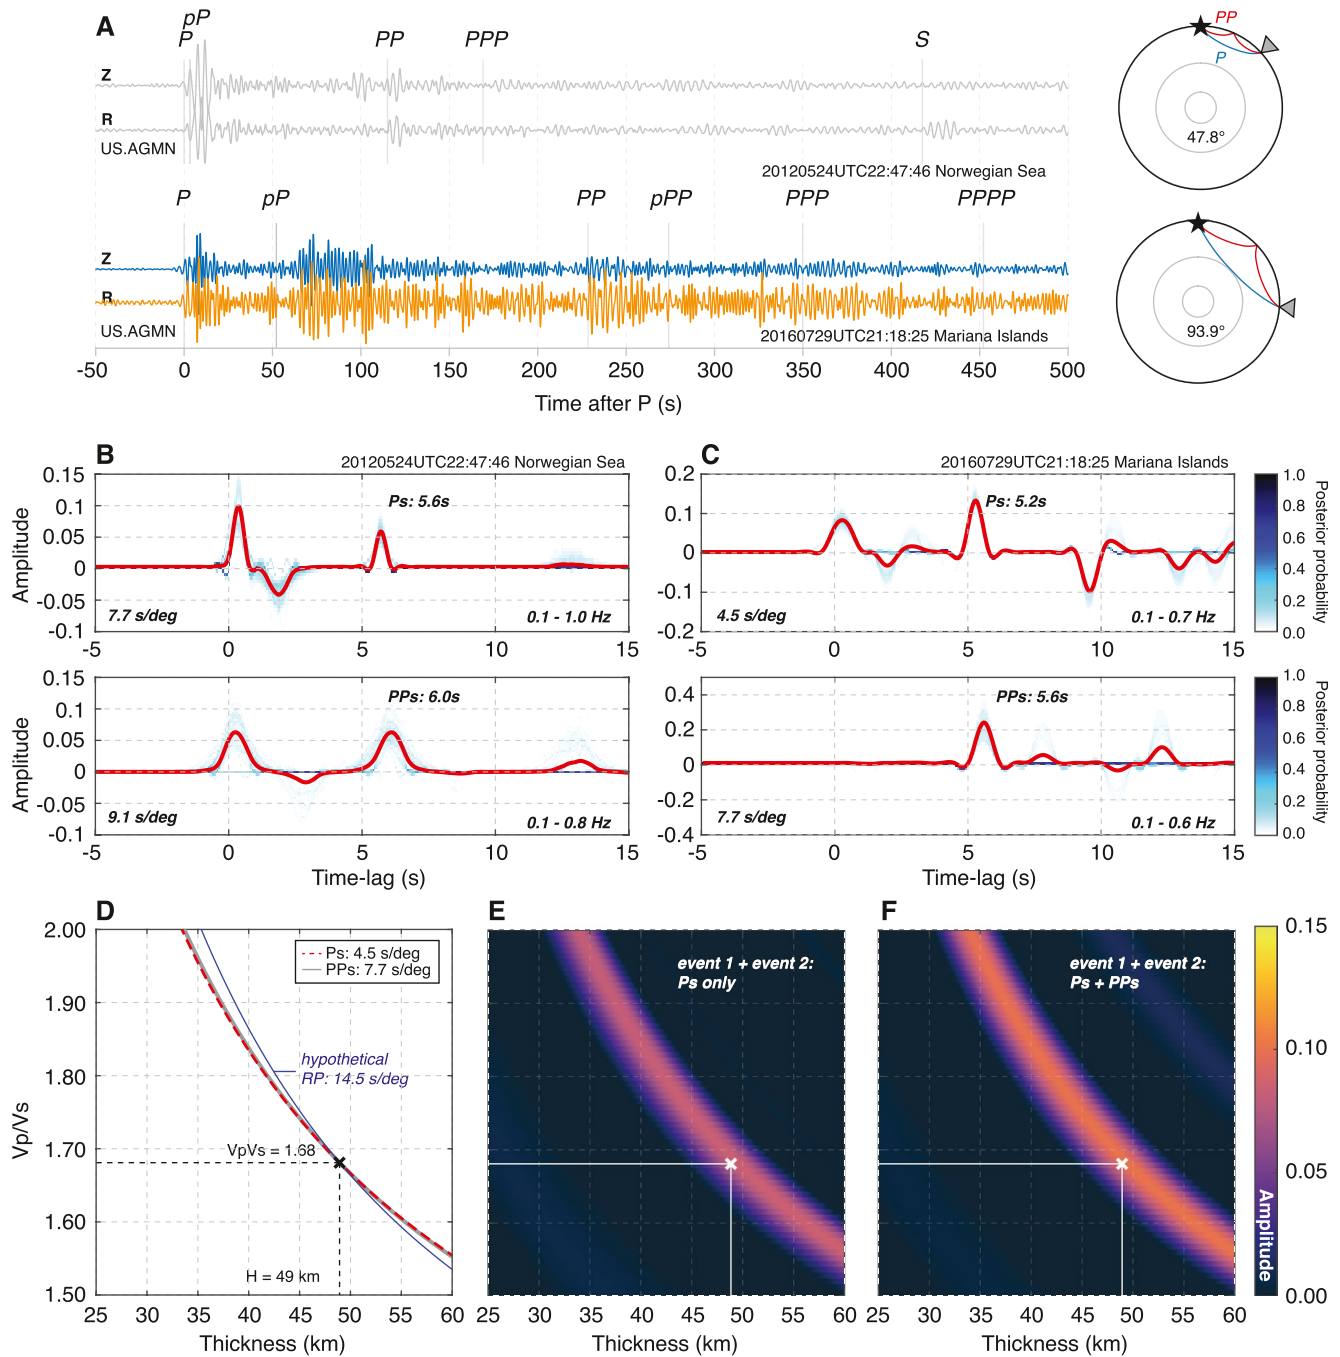 A
pP
P
PP
PPP
S
Z
R
US.AGMN
20120524UTC22:47:46 Norwegian Sea
P
pP
PP
pPP
PPP
PPPP
Z
R
US.AGMN
20160729UTC21:18:25 Mariana Islands
-50 0 50 100 150 200 250 300 350 400 450 500
Time after P (s)
PP
P
47.8°
93.9°
B
20120524UTC22:47:46 Norwegian Sea
0.15
0.1
0.05
0
-0.05
-0.1
Amplitude
Ps: 5.6s
7.7 s/deg
0.1 - 1.0 Hz
-5 0 5 10 15
0.15
0.1
0.05
0
-0.05
-0.1
Amplitude
PPs: 6.0s
9.1 s/deg
0.1 - 0.8 Hz
-5 0 5 10 15
Time-lag (s)
C
20160729UTC21:18:25 Mariana Islands
0.2
0.1
0
-0.1
-0.2
Ps: 5.2s
4.5 s/deg
0.1 - 0.7 Hz
-5 0 5 10 15
1.0
0.8
0.6
0.4
0.2
0.0
Posterior probability
0.4
0.2
0
-0.2
-0.4
PPs: 5.6s
7.7 s/deg
0.1 - 0.6 Hz
-5 0 5 10 15
Time-lag (s)
1.0
0.8
0.6
0.4
0.2
0.0
Posterior probability
D
2.00
1.90
1.80
1.70
1.60
1.50
Vp/Vs
Ps: 4.5 s/deg
PPs: 7.7 s/deg
hypothetical
RP: 14.5 s/deg
VpVs = 1.68
H = 49 km
25 30 35 40 45 50 55 60
Thickness (km)
E
event 1 + event 2:
Ps only
25 30 35 40 45 50 55 60
Thickness (km)
F
event 1 + event 2:
Ps + PPs
25 30 35 40 45 50 55 60
Thickness (km)
0.15
0.10
0.05
0.00
Amplitude